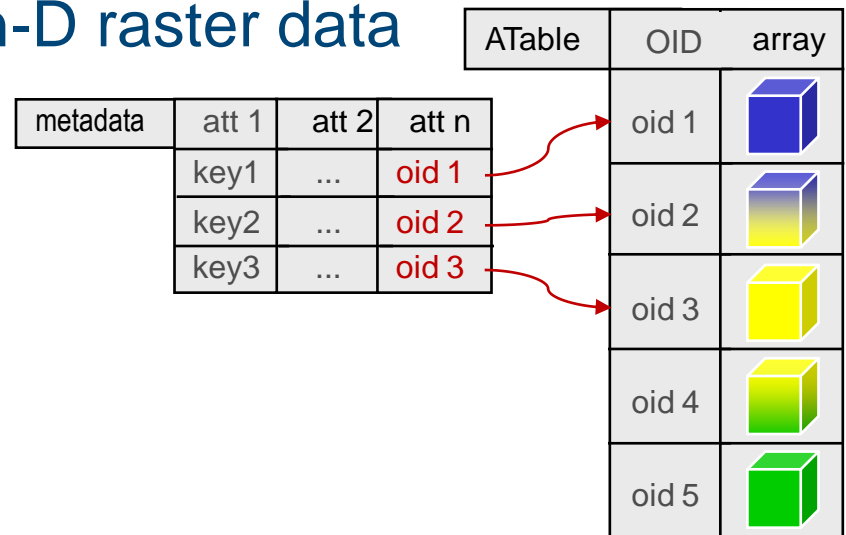 n-D raster data
ATable OID array
metadata att 1 att 2 att n
key1 ... oid 1
key2 ... oid 2
key3 ... oid 3
oid 1
oid 2
oid 3
oid 4
oid 5